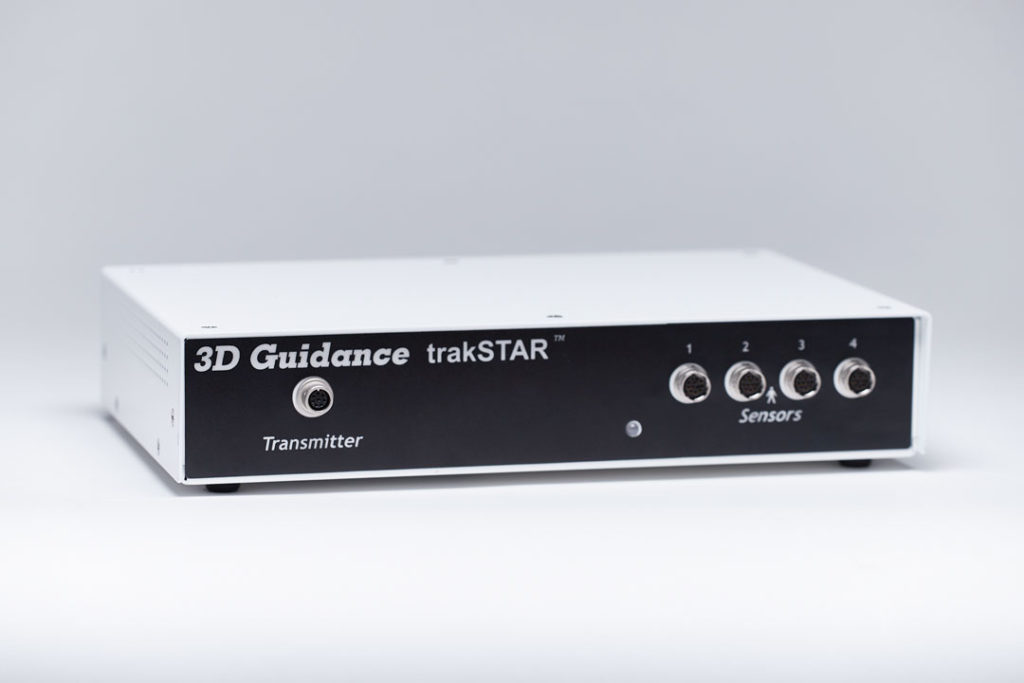 3D Guidance trakSTAR™
1 2 3 4
Transmitter
Sensors